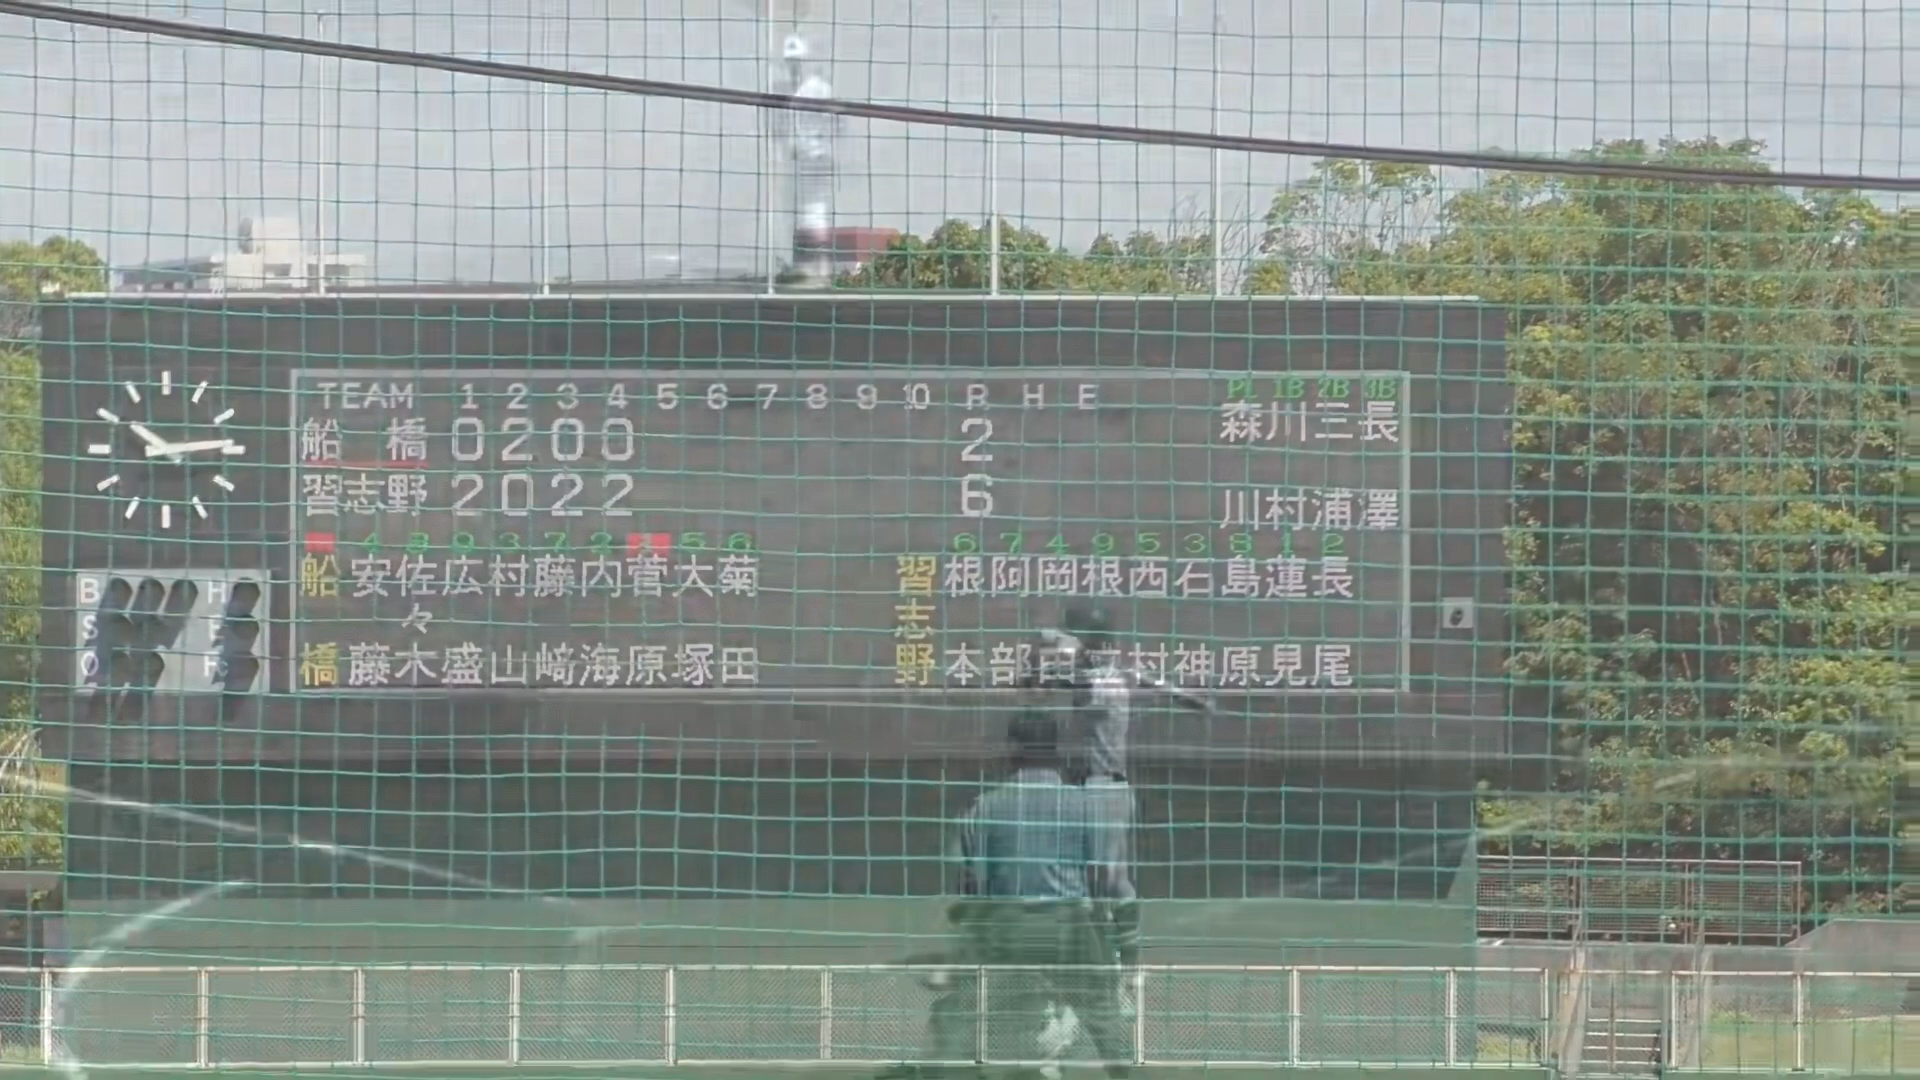 TEAM 1 2 3 4 5 6 7 8 9 10 R H E PL 1B 2B 3B
船橋 0 2 0 0 2 森川三長
習志野 2 0 2 2 6 川村浦澤
4 8 9 3 7 2 1 5 6 6 7 4 9 5 3 8 1 2
船 安佐広村藤内菅大菊 習 根阿岡根西石島蓮長
々 志
橋 藤木盛山﨑海原塚田 野 本部田 村神原見尾
B H
S E
O Fc